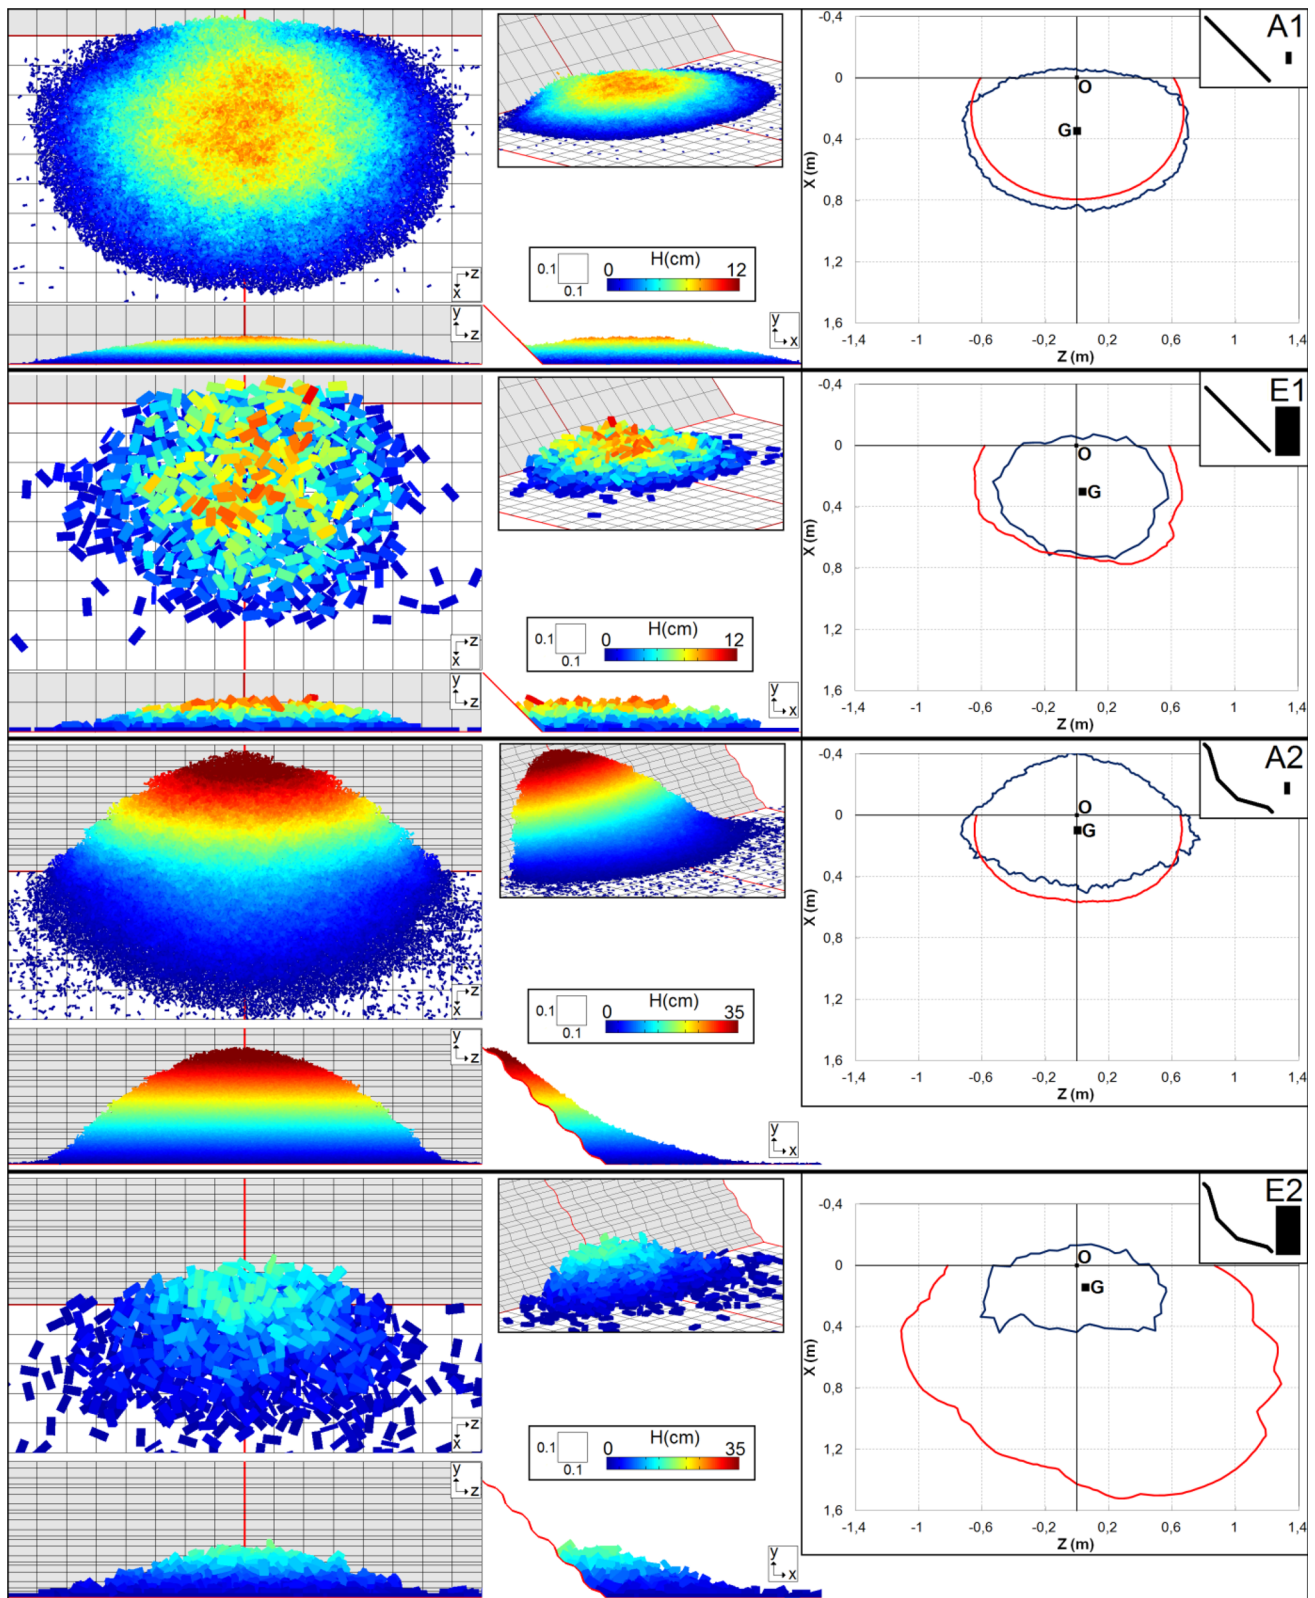 A1
-0,4
0
0,4
0,8
1,2
1,6
X (m)
O
G
-1,4 -1 -0,6 -0,2 0,2 0,6 1 1,4
Z (m)
z
x
y
z
y
x
H(cm)
0 12
0.1
0.1
E1
-0,4
0
0,4
0,8
1,2
1,6
X (m)
O
G
-1,4 -1 -0,6 -0,2 0,2 0,6 1 1,4
Z (m)
z
x
y
z
y
x
H(cm)
0 12
0.1
0.1
A2
-0,4
0
0,4
0,8
1,2
1,6
X (m)
O
G
-1,4 -1 -0,6 -0,2 0,2 0,6 1 1,4
Z (m)
z
x
y
z
y
x
H(cm)
0 35
0.1
0.1
E2
-0,4
0
0,4
0,8
1,2
1,6
X (m)
O
G
-1,4 -1 -0,6 -0,2 0,2 0,6 1 1,4
Z (m)
z
x
y
z
y
x
H(cm)
0 35
0.1
0.1